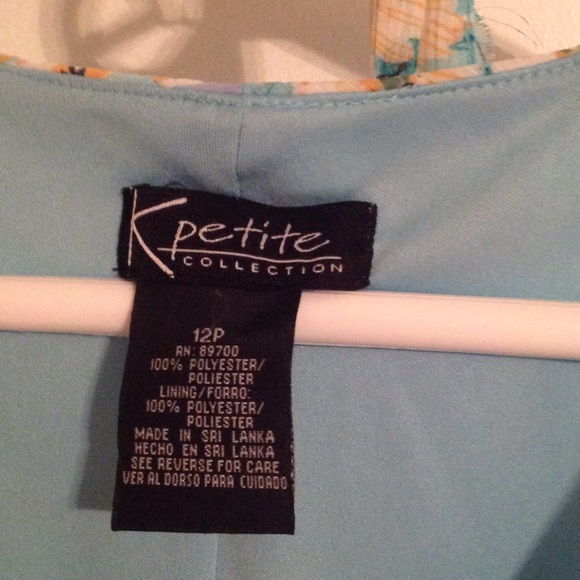 K petite
COLLECTION
12P
RN: 89700
100% POLYESTER/
POLIESTER
LINING/FORRO:
100% POLYESTER/
POLIESTER
MADE IN SRI LANKA
HECHO EN SRI LANKA
SEE REVERSE FOR CARE
VER AL DORSO PARA CUIDADO